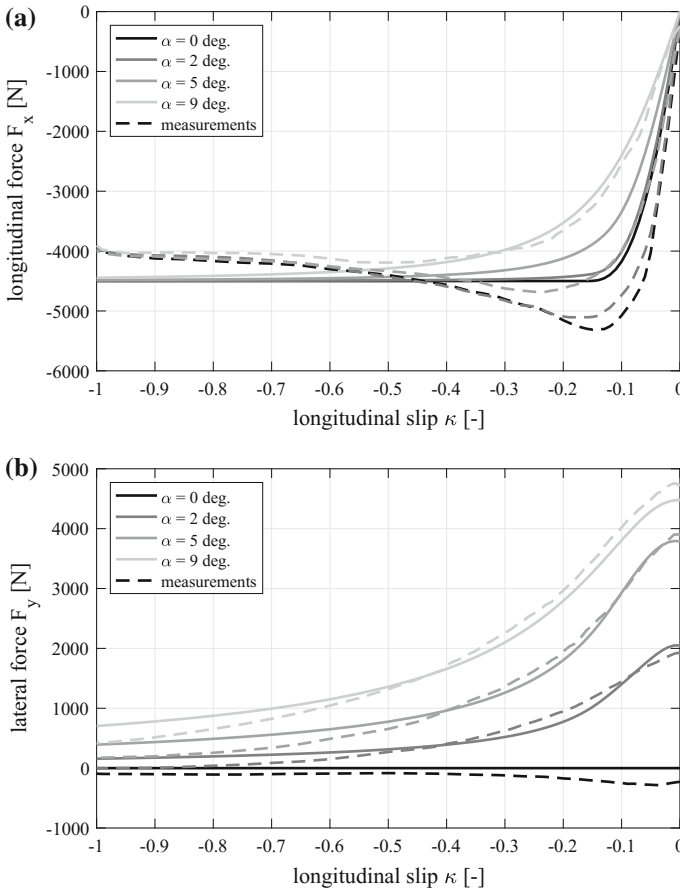 (a)
0
-1000
-2000
-3000
-4000
-5000
-6000
longitudinal force F_x [N]
α = 0 deg.
α = 2 deg.
α = 5 deg.
α = 9 deg.
measurements
-1 -0.9 -0.8 -0.7 -0.6 -0.5 -0.4 -0.3 -0.2 -0.1 0
longitudinal slip κ [-]
(b)
5000
4000
3000
2000
1000
0
-1000
lateral force F_y [N]
α = 0 deg.
α = 2 deg.
α = 5 deg.
α = 9 deg.
measurements
-1 -0.9 -0.8 -0.7 -0.6 -0.5 -0.4 -0.3 -0.2 -0.1 0
longitudinal slip κ [-]